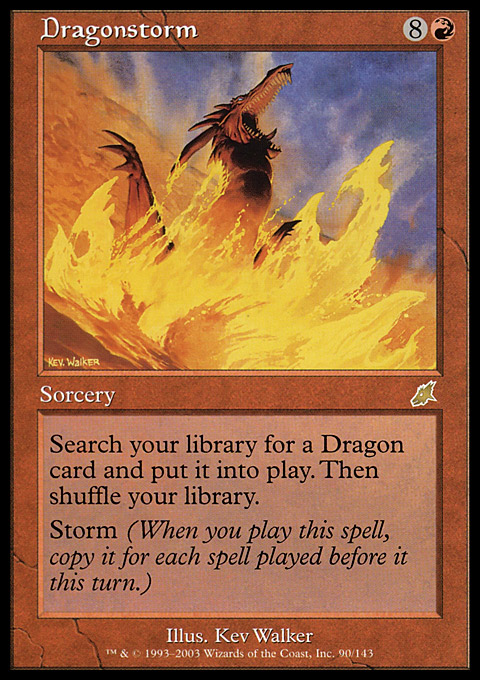 Dragonstorm 8
KEV. WALKER
Sorcery
Search your library for a Dragon
card and put it into play. Then
shuffle your library.
Storm (When you play this spell,
copy it for each spell played before it
this turn.)
Illus. Kev Walker
™ & © 1993–2003 Wizards of the Coast, Inc. 90/143